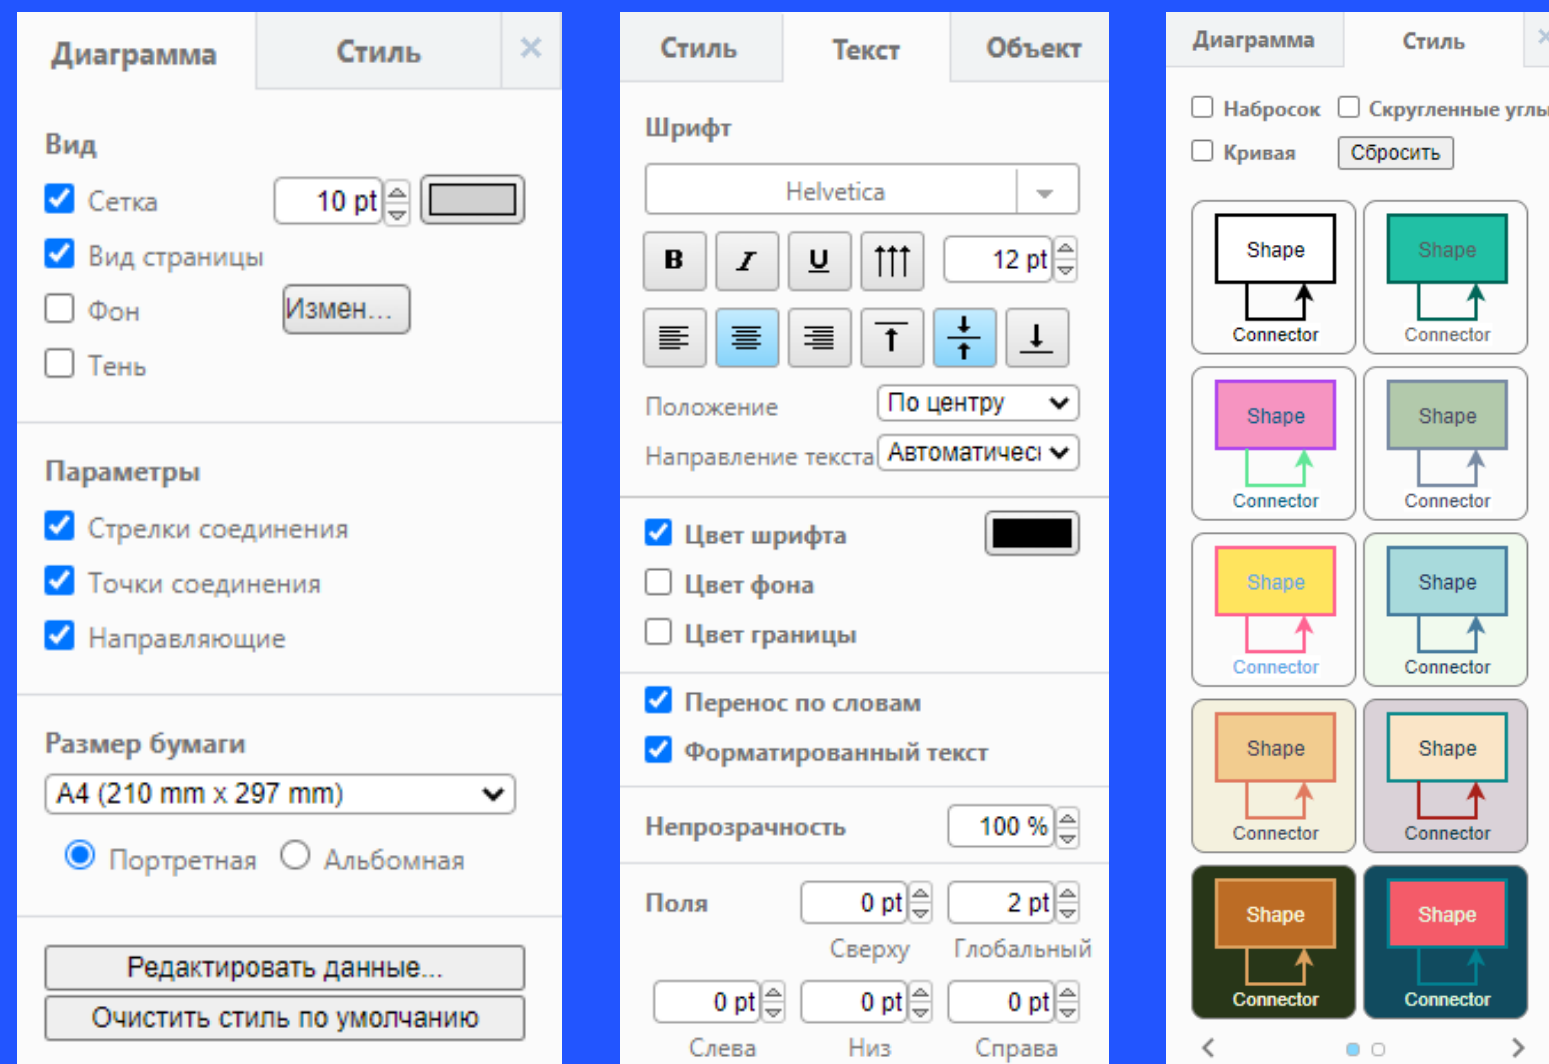 Диаграмма Стиль ×
Вид
Сетка 10 pt
Вид страницы
Фон Измен...
Тень
Параметры
Стрелки соединения
Точки соединения
Направляющие
Размер бумаги
A4 (210 mm x 297 mm)
Портретная Альбомная
Редактировать данные...
Очистить стиль по умолчанию
Стиль Текст Объект
Шрифт
Helvetica
B I U 12 pt
Положение По центру
Направление текста Автоматичес
Цвет шрифта
Цвет фона
Цвет границы
Перенос по словам
Форматированный текст
Непрозрачность 100 %
Поля 0 pt 2 pt
Сверху Глобальный
0 pt 0 pt 0 pt
Слева Низ Справа
Диаграмма Стиль ×
Набросок Скругленные углы
Кривая Сбросить
Shape Shape
Connector Connector
Shape Shape
Connector Connector
Shape Shape
Connector Connector
Shape Shape
Connector Connector
Shape Shape
Connector Connector